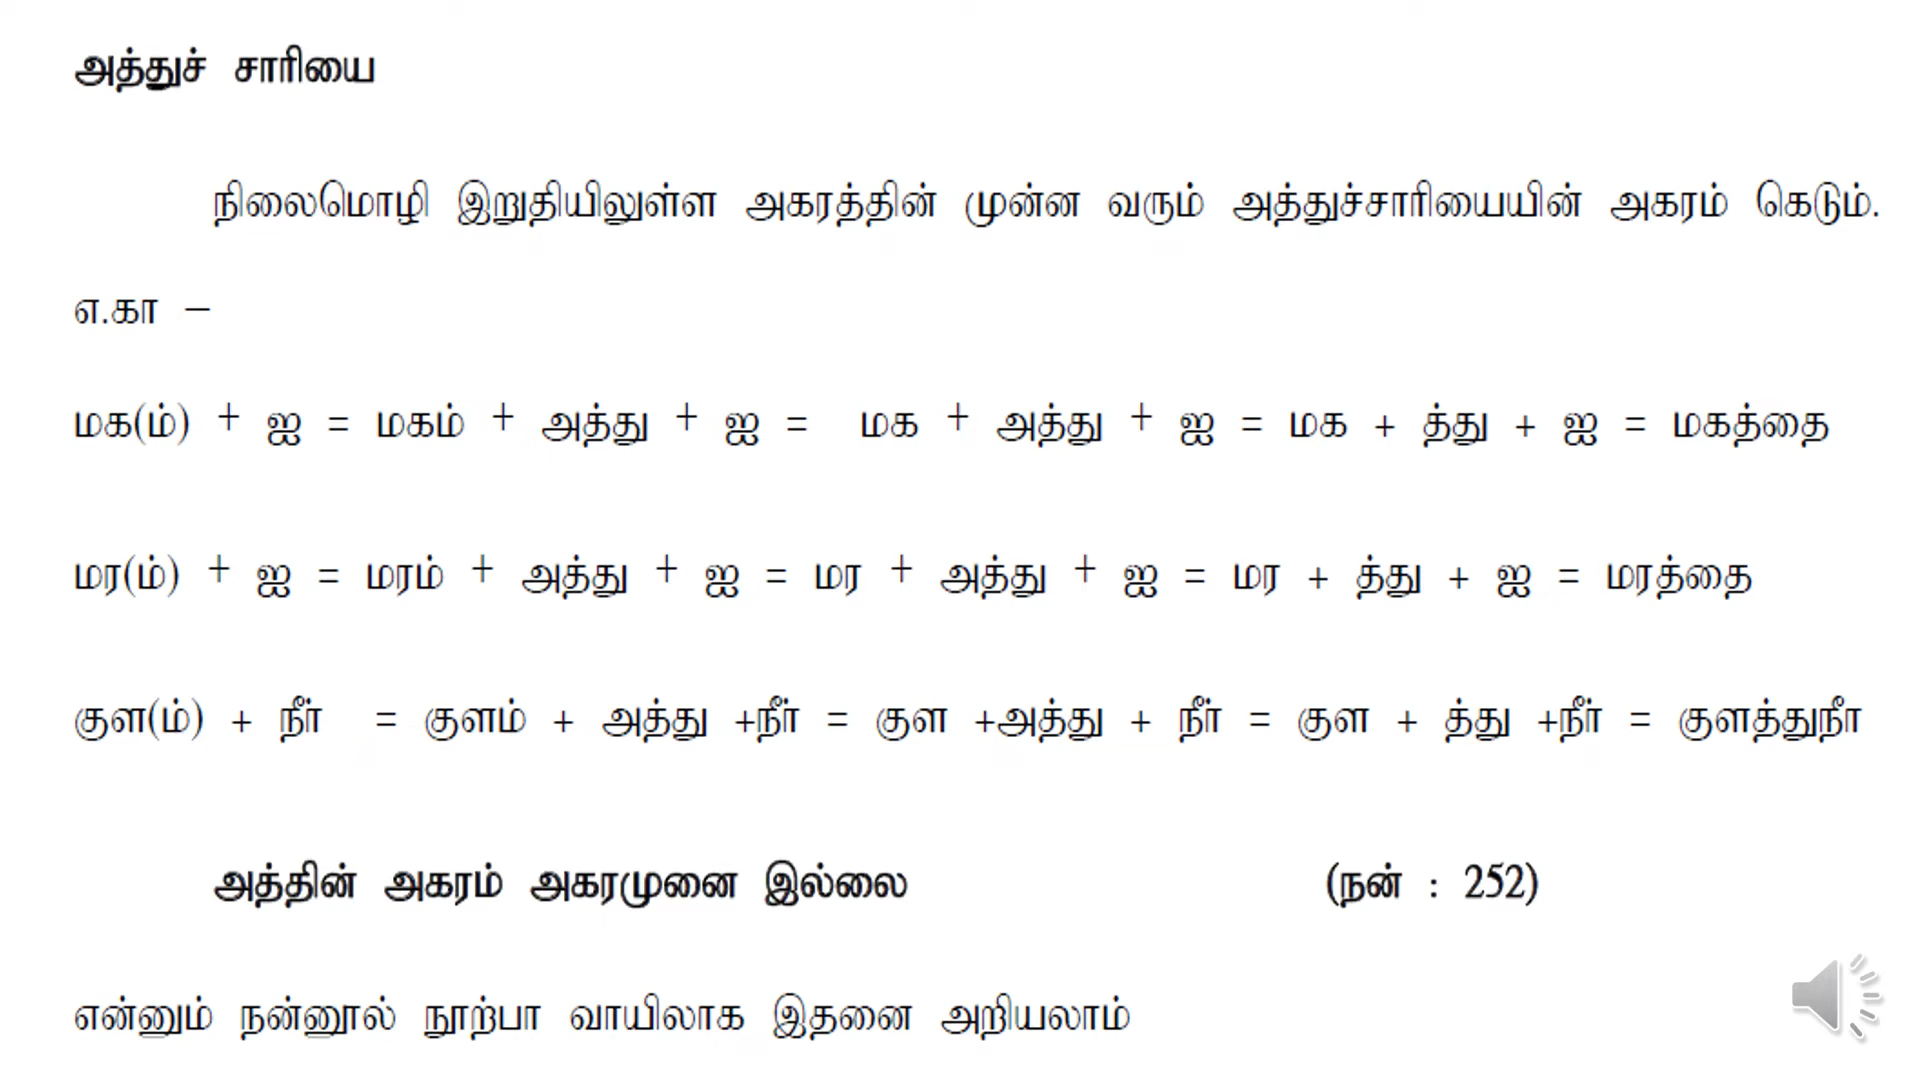 அத்துச் சாரியை
நிலைமொழி இறுதியிலுள்ள அகரத்தின் முன்ன வரும் அத்துச்சாரியையின் அகரம் கெடும்.
எ.கா –
மக(ம்) + ஐ = மகம் + அத்து + ஐ = மக + அத்து + ஐ = மக + த்து + ஐ = மகத்தை
மர(ம்) + ஐ = மரம் + அத்து + ஐ = மர + அத்து + ஐ = மர + த்து + ஐ = மரத்தை
குள(ம்) + நீர் = குளம் + அத்து +நீர் = குள +அத்து + நீர் = குள + த்து +நீர் = குளத்துநீர
அத்தின் அகரம் அகரமுனை இல்லை (நன் : 252)
என்னும் நன்னூல் நூற்பா வாயிலாக இதனை அறியலாம்